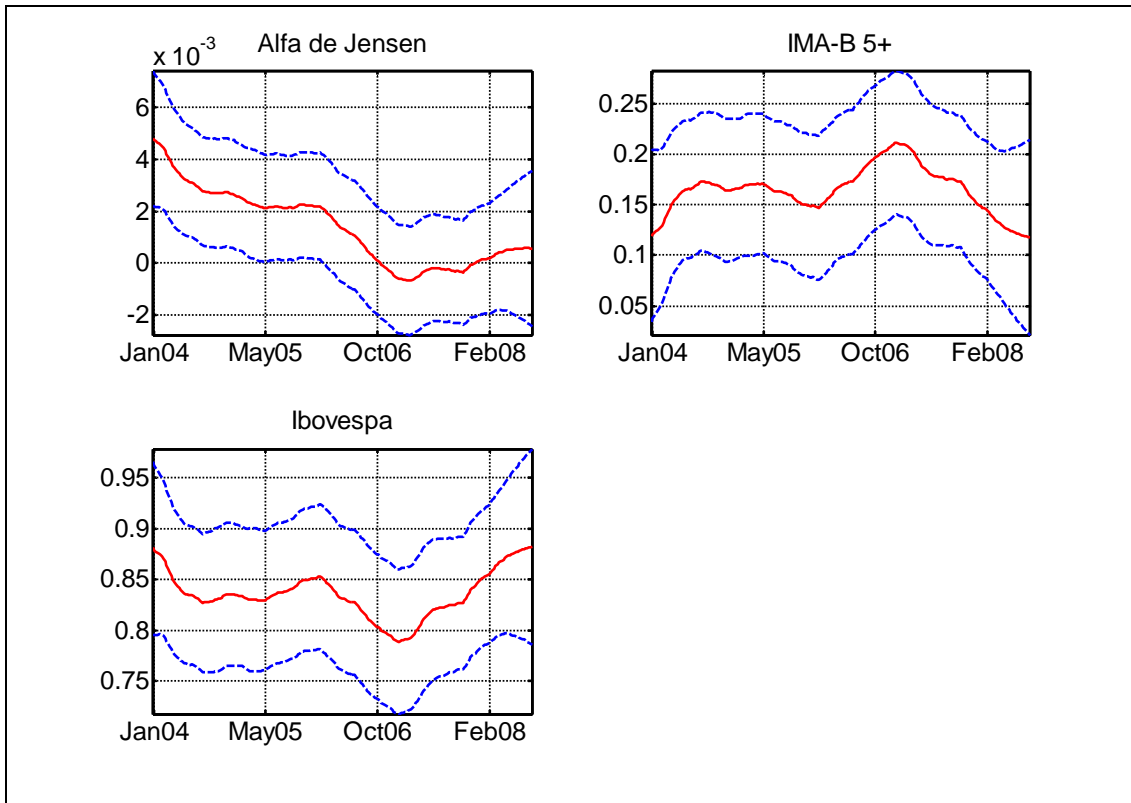 Alfa de Jensen
x 10^-3
6
4
2
0
-2
Jan04 May05 Oct06 Feb08
IMA-B 5+
0.25
0.2
0.15
0.1
0.05
Jan04 May05 Oct06 Feb08
Ibovespa
0.95
0.9
0.85
0.8
0.75
Jan04 May05 Oct06 Feb08